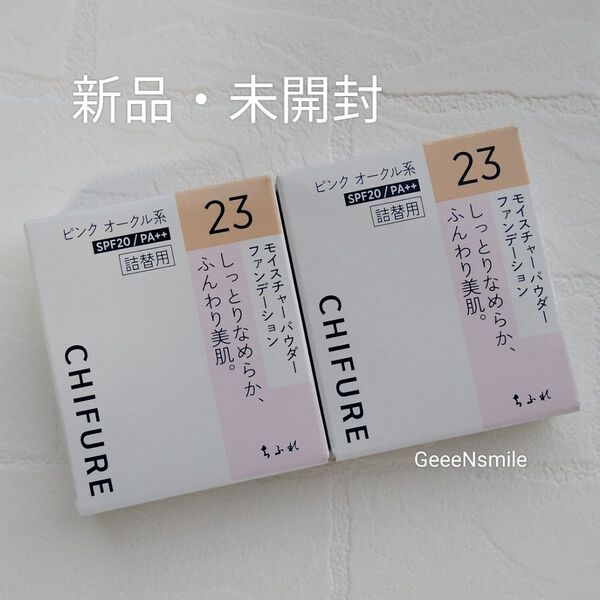 新品・未開封
ピンク オークル系
SPF20/PA++
詰替用
23
モイスチャーパウダー
ファンデーション
しっとりなめらか、
ふんわり美肌。
CHIFURE
ちふれ
ピンク オークル系
SPF20/PA++
詰替用
23
モイスチャーパウダー
ファンデーション
しっとりなめらか、
ふんわり美肌。
CHIFURE
ちふれ
GeeeNsmile